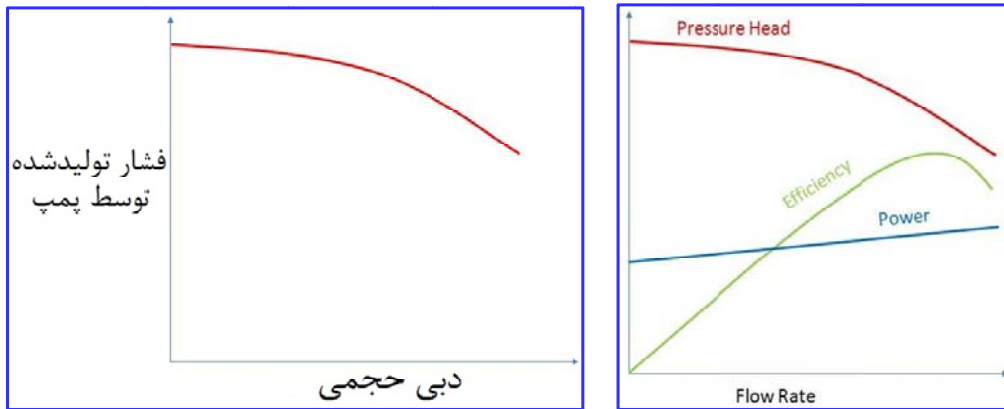 فشار تولیدشده
توسط پمپ
دبی حجمی
Pressure Head
Efficiency
Power
Flow Rate